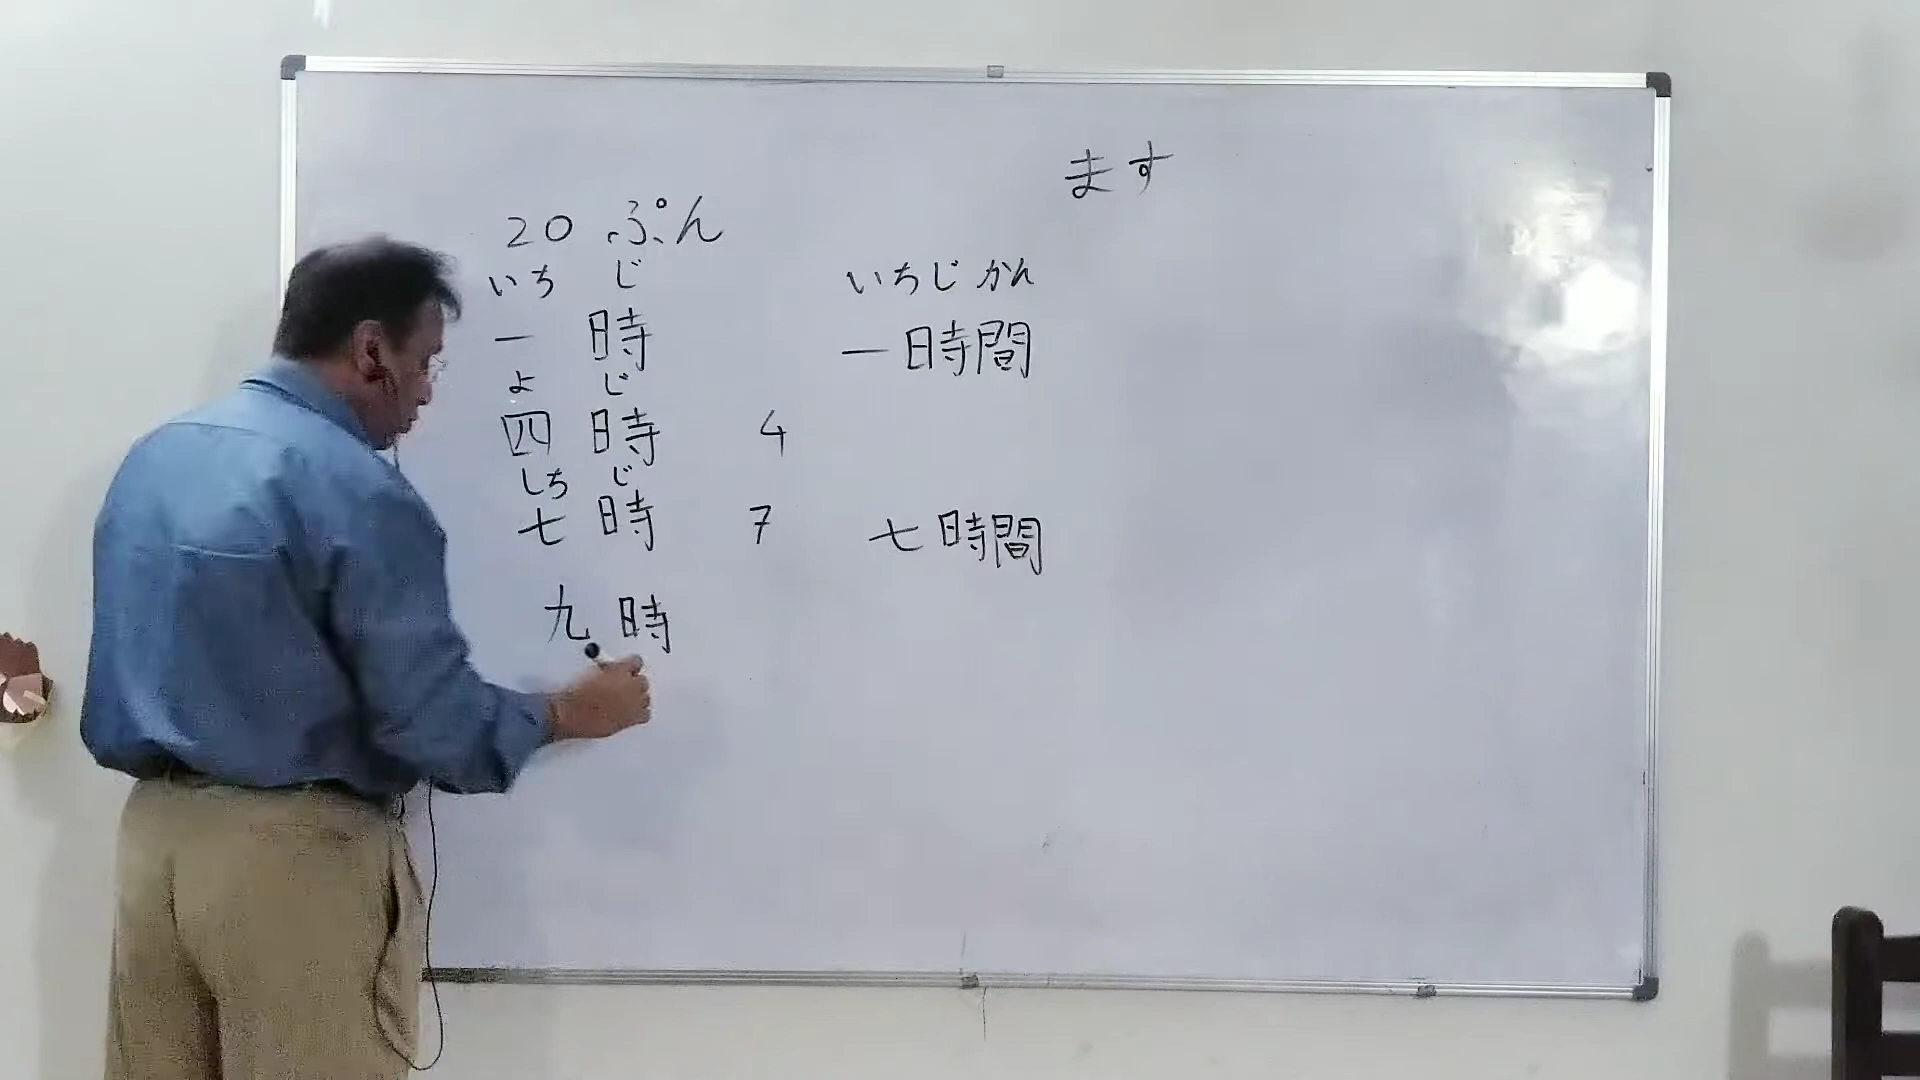 ます
20 ぷん
いち じ いちじかん
一 時 一時間
よ じ
四 時 4
しち じ
七 時 7 七時間
九 時